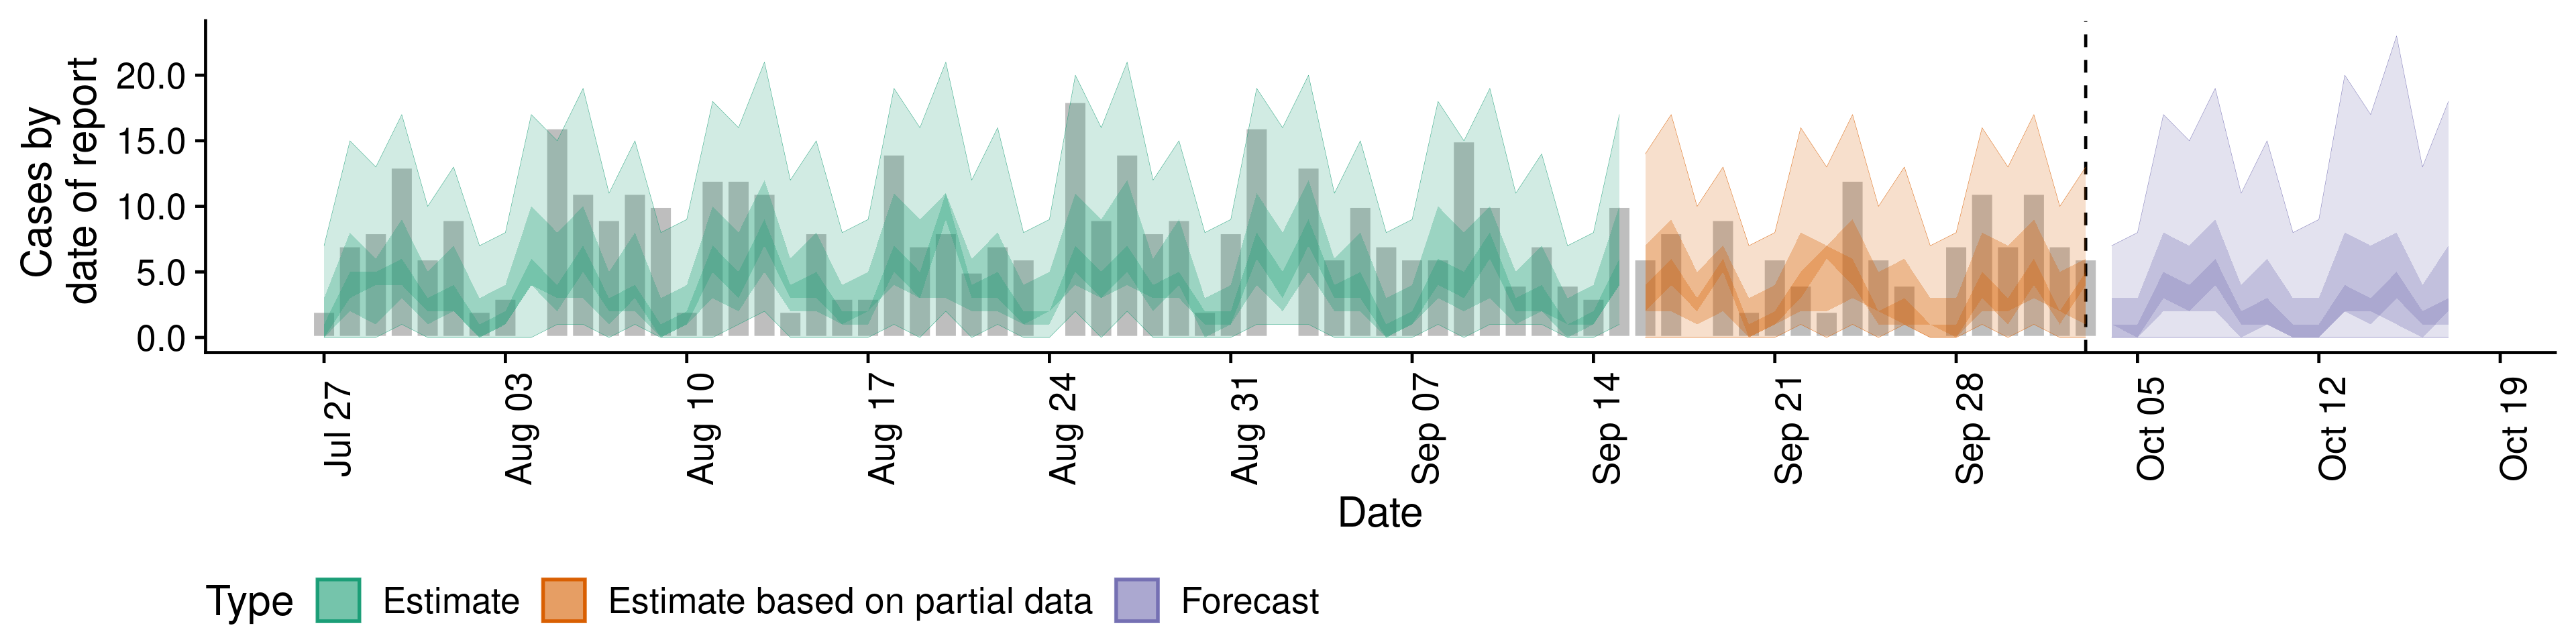 Cases by
date of report
20.0
15.0
10.0
5.0
0.0
Jul 27
Aug 03
Aug 10
Aug 17
Aug 24
Aug 31
Sep 07
Sep 14
Sep 21
Sep 28
Oct 05
Oct 12
Oct 19
Date
Type Estimate Estimate based on partial data Forecast